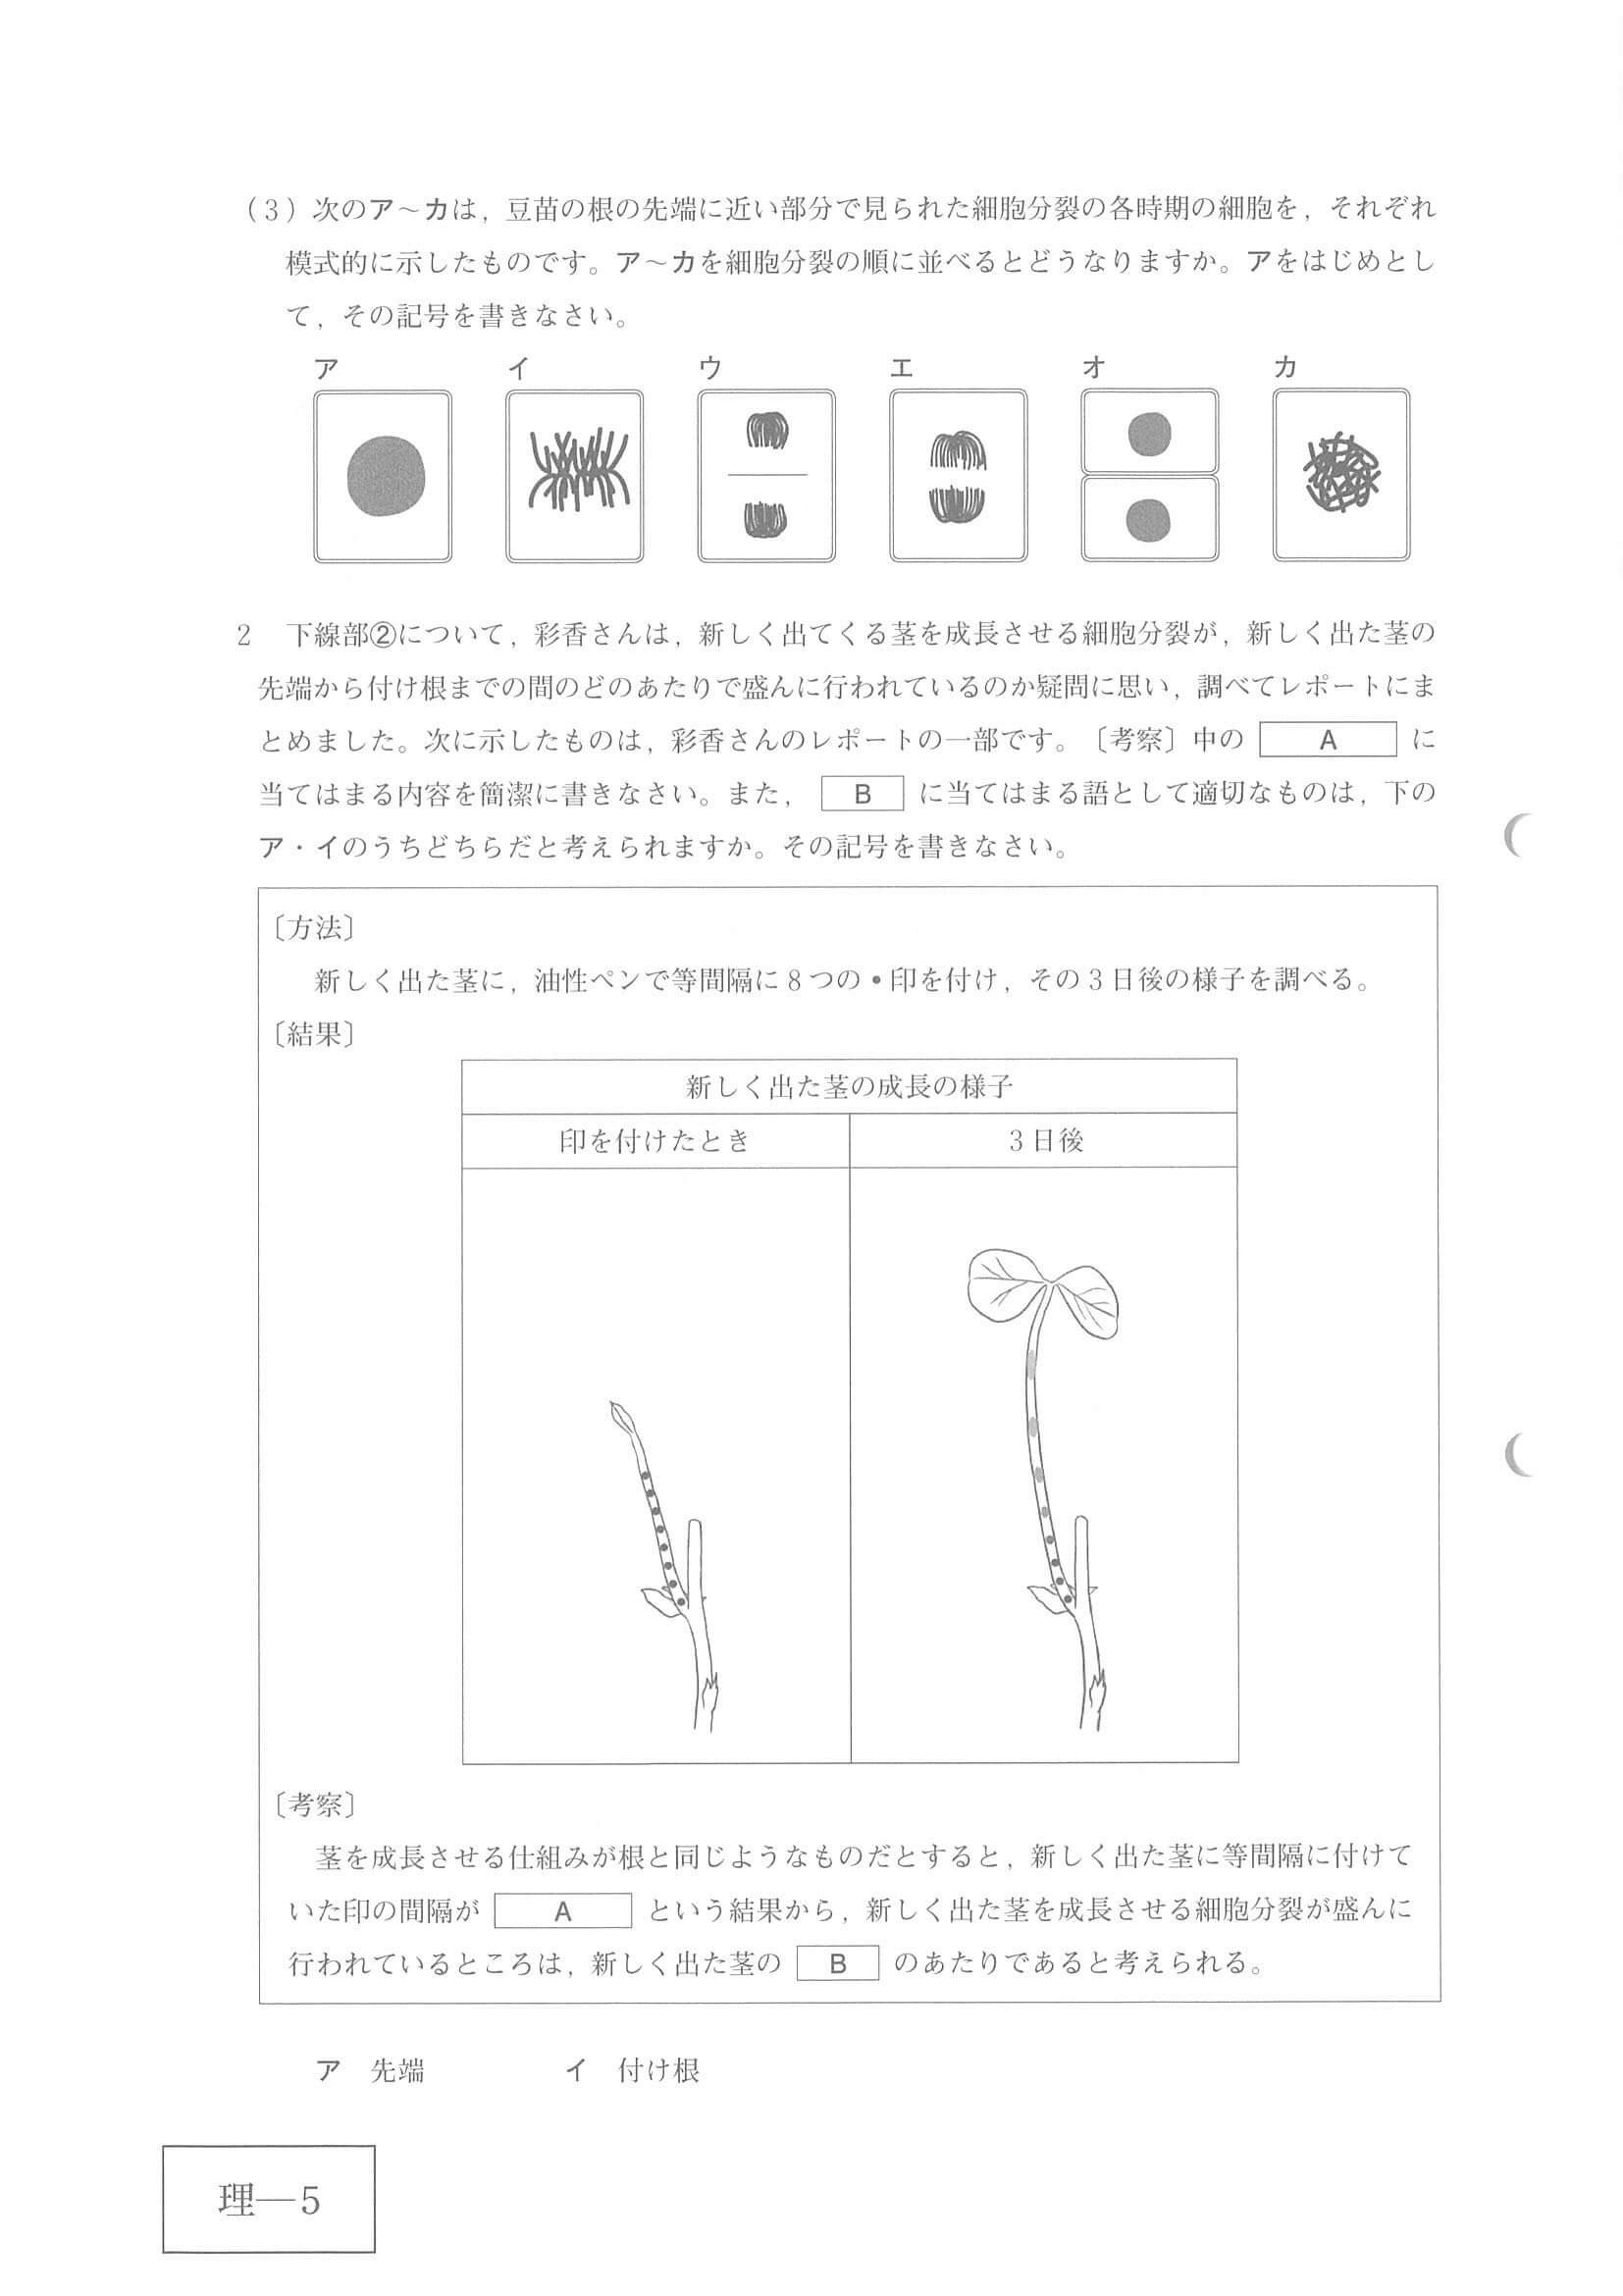 （3）次のア～カは，豆苗の根の先端に近い部分で見られた細胞分裂の各時期の細胞を，それぞれ
模式的に示したものです。ア～カを細胞分裂の順に並べるとどうなりますか。アをはじめとし
て，その記号を書きなさい。
ア イ ウ エ オ カ
2 下線部②について，彩香さんは，新しく出てくる茎を成長させる細胞分裂が，新しく出た茎の
先端から付け根までの間のどのあたりで盛んに行われているのか疑問に思い，調べてレポートにま
とめました。次に示したものは，彩香さんのレポートの一部です。〔考察〕中の A に
当てはまる内容を簡潔に書きなさい。また， B に当てはまる語として適切なものは，下の
ア・イのうちどちらだと考えられますか。その記号を書きなさい。
〔方法〕
新しく出た茎に，油性ペンで等間隔に8つの・印を付け，その3日後の様子を調べる。
〔結果〕
新しく出た茎の成長の様子
印を付けたとき 3日後
〔考察〕
茎を成長させる仕組みが根と同じようなものだとすると，新しく出た茎に等間隔に付けて
いた印の間隔が A という結果から，新しく出た茎を成長させる細胞分裂が盛んに
行われているところは，新しく出た茎の B のあたりであると考えられる。
ア 先端 イ 付け根
理―5